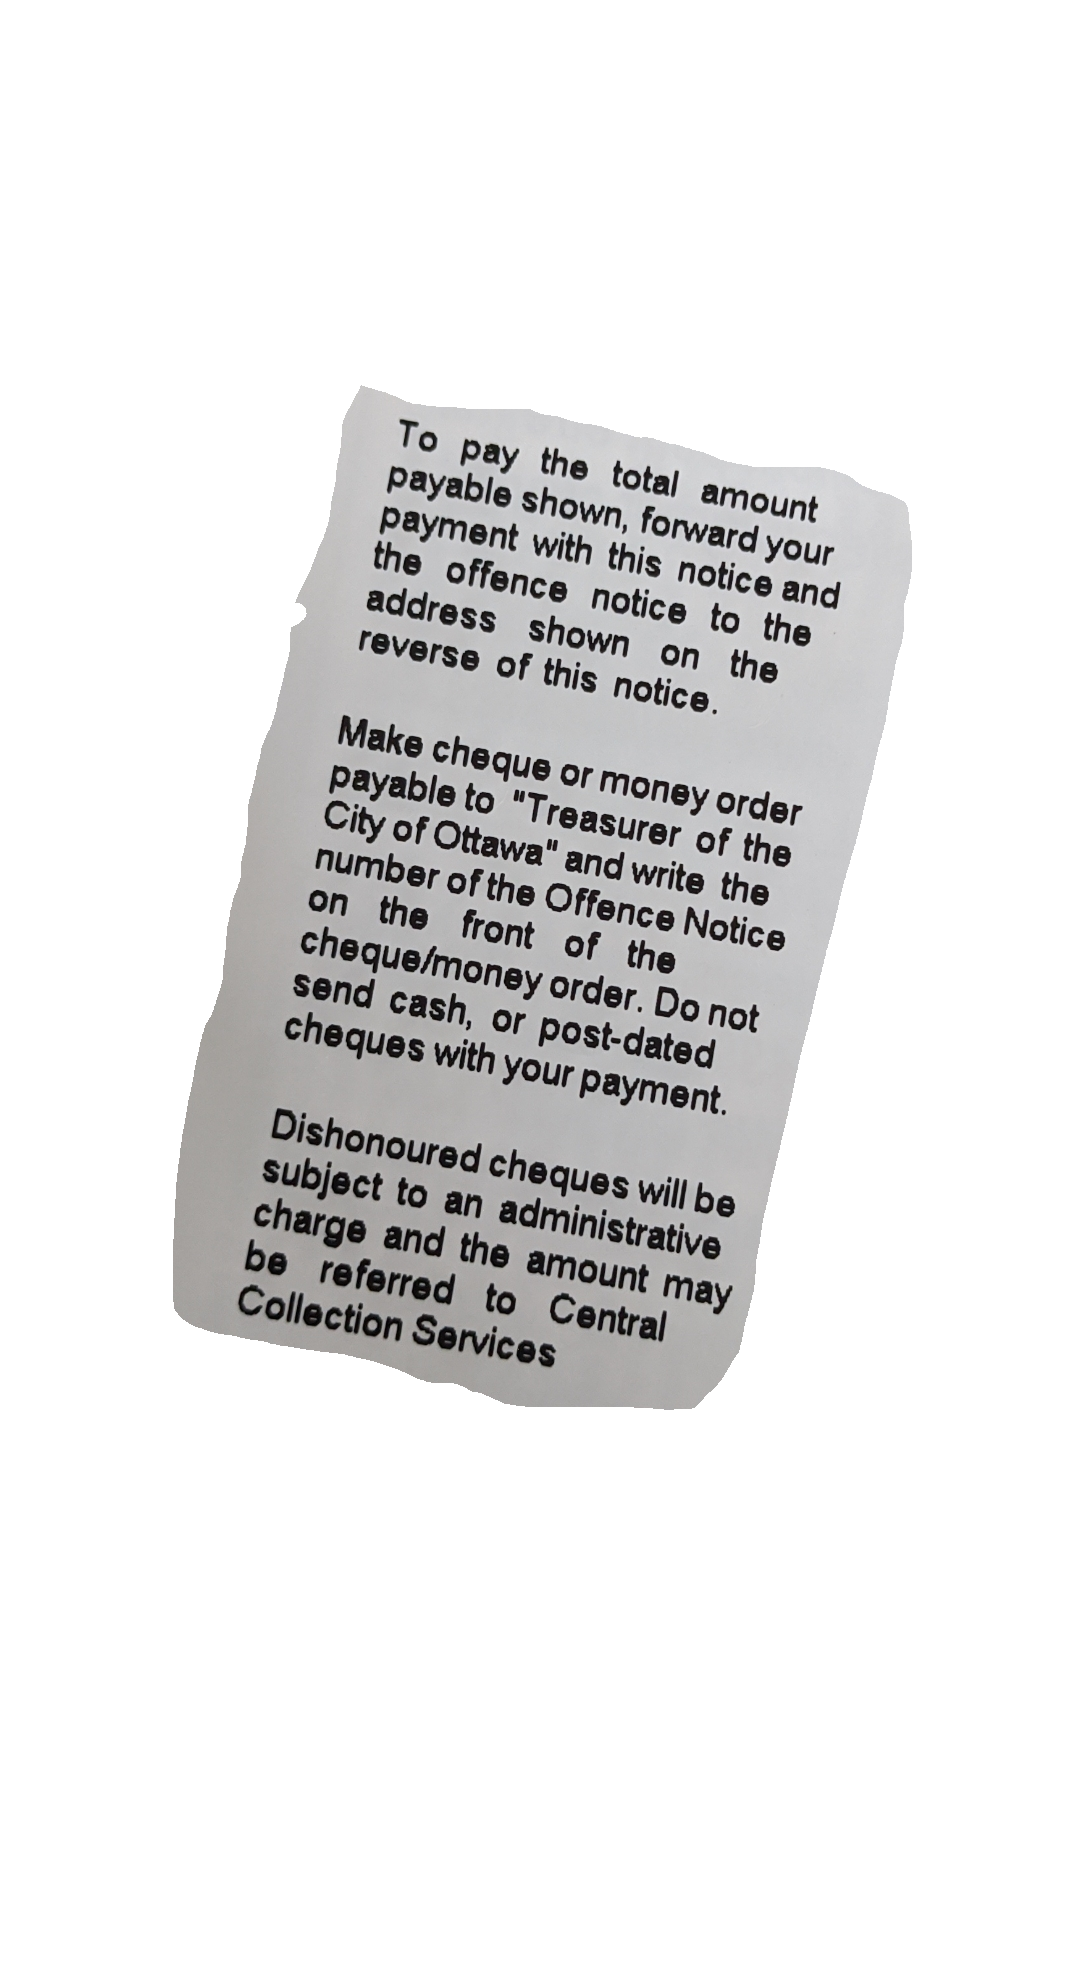 To pay the total amount
payable shown, forward your
payment with this notice and
the offence notice to the
address shown on the
reverse of this notice.
Make cheque or money order
payable to "Treasurer of the
City of Ottawa" and write the
number of the Offence Notice
on the front of the
cheque/money order. Do not
send cash, or post-dated
cheques with your payment.
Dishonoured cheques will be
subject to an administrative
charge and the amount may
be referred to Central
Collection Services